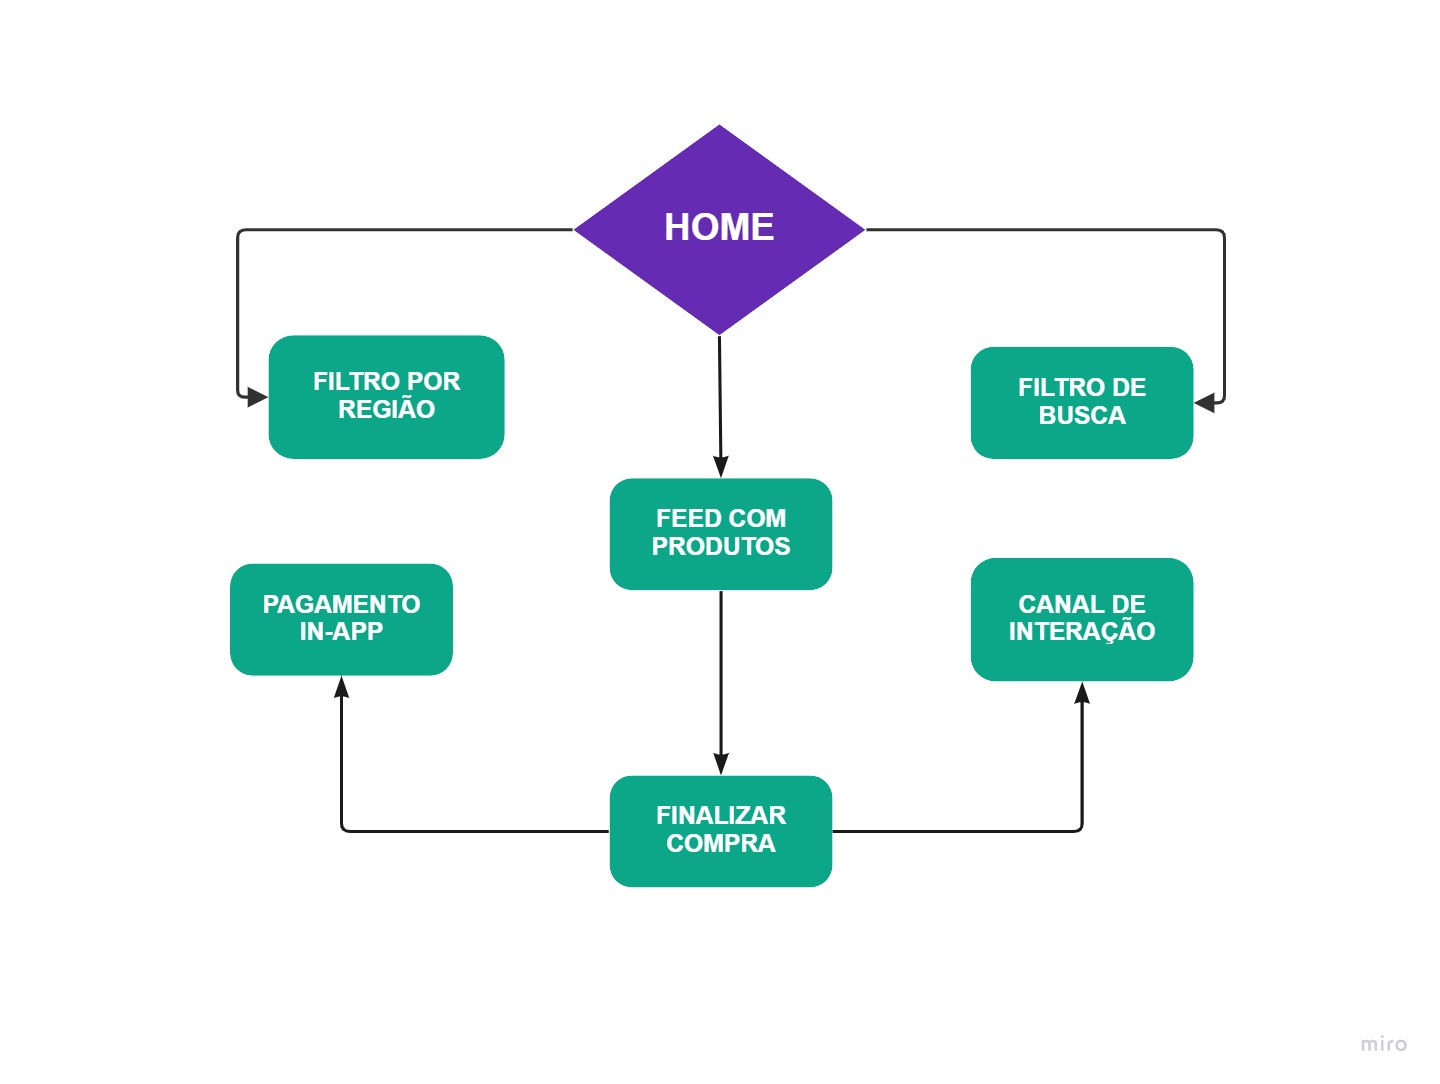 HOME
FILTRO POR
REGIÃO
FILTRO DE
BUSCA
FEED COM
PRODUTOS
PAGAMENTO
IN-APP
CANAL DE
INTERAÇÃO
FINALIZAR
COMPRA
miro